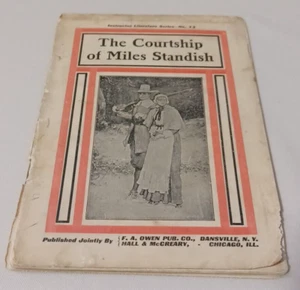 Instructor Literature Series—No.
The Courtship
of Miles Standish
Published Jointly By F. A. OWEN PUB. CO., DANSVILLE, N. Y.
HALL & McCREARY, - CHICAGO, ILL.